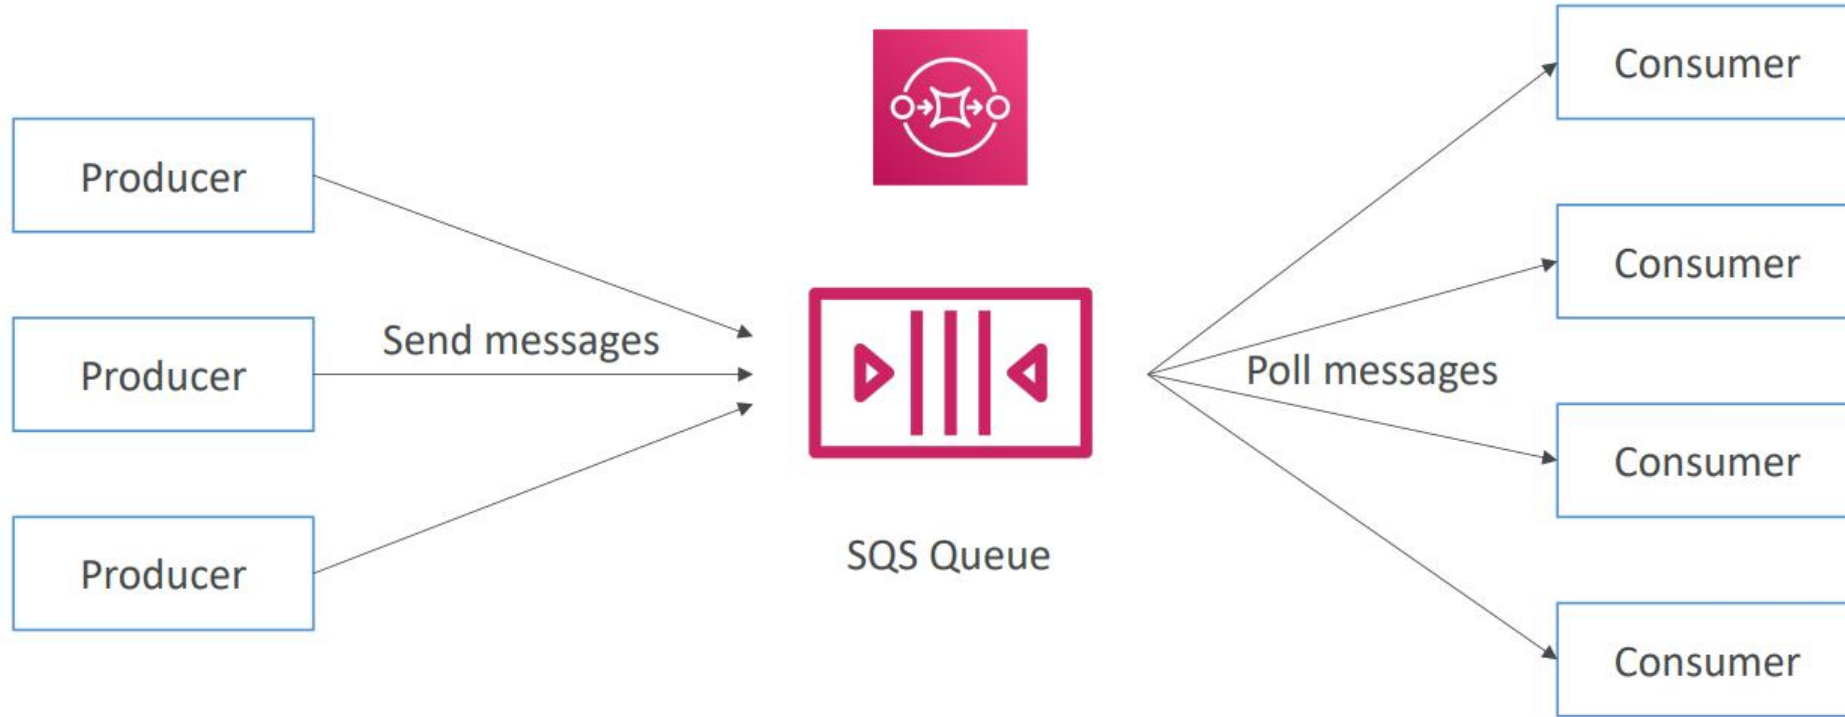 Producer
Producer
Producer
Send messages
SQS Queue
Poll messages
Consumer
Consumer
Consumer
Consumer